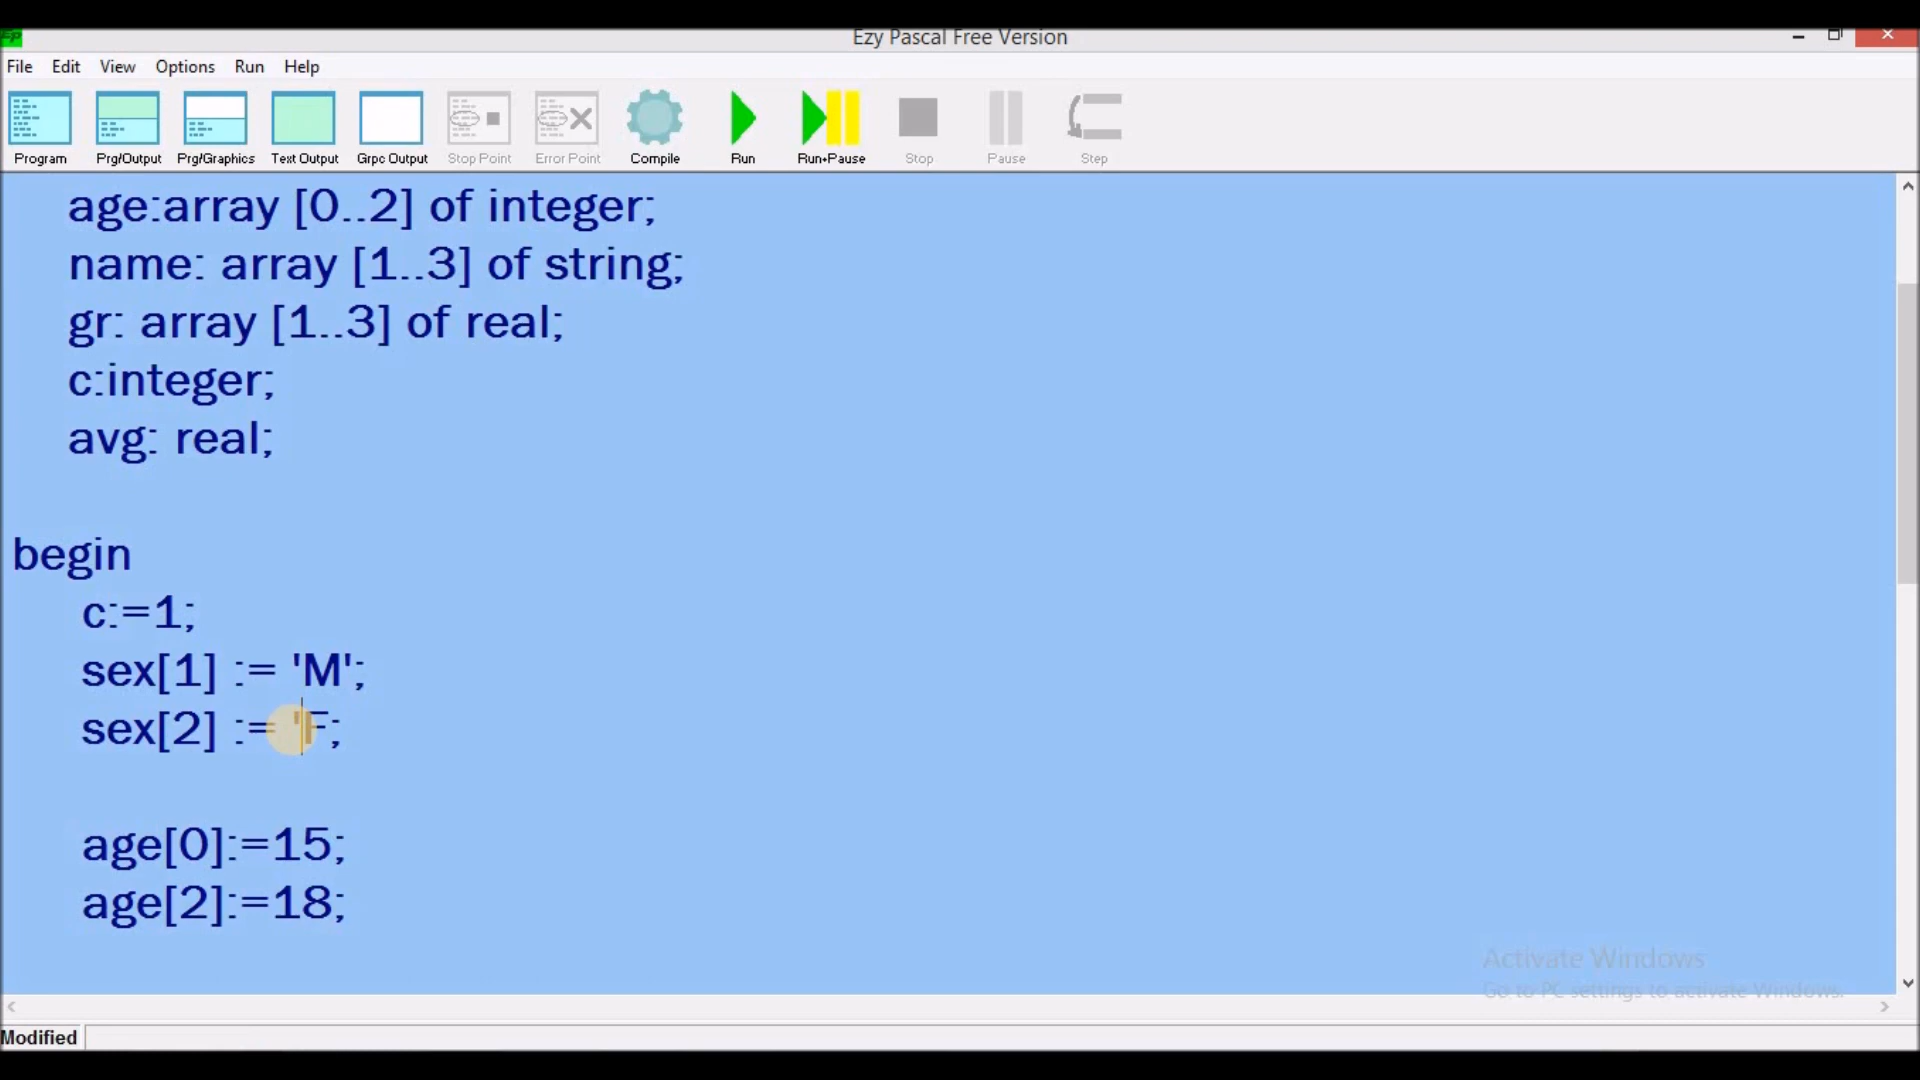 Ezy Pascal Free Version
File Edit View Options Run Help
Program Prg/Output Prg/Graphics Text Output Grpc Output Stop Point Error Point Compile Run Run+Pause Stop Pause Step
age:array [0..2] of integer;
name: array [1..3] of string;
gr: array [1..3] of real;
c:integer;
avg: real;
begin
c:=1;
sex[1] := 'M';
sex[2] := 'F;
age[0]:=15;
age[2]:=18;
Activate Windows
Go to PC settings to activate Windows.
Modified